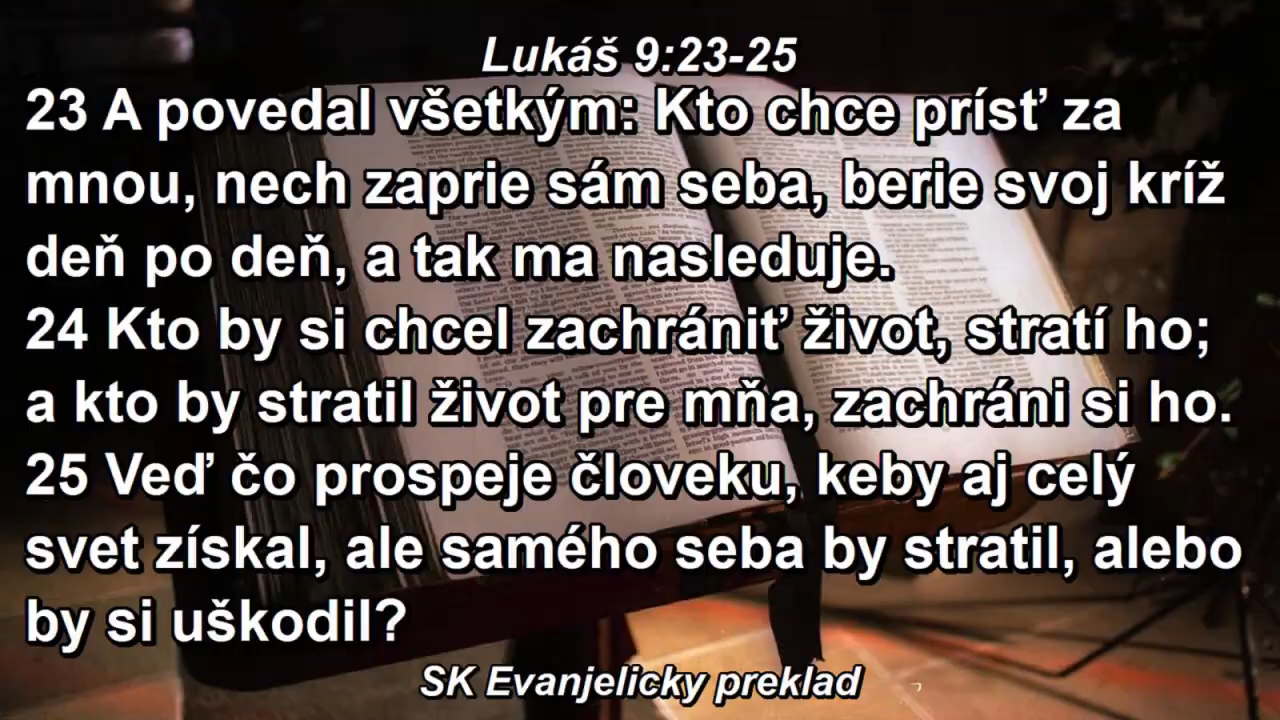 Lukáš 9:23-25
23 A povedal všetkým: Kto chce prísť za
mnou, nech zaprie sám seba, berie svoj kríž
deň po deň, a tak ma nasleduje.
24 Kto by si chcel zachrániť život, stratí ho;
a kto by stratil život pre mňa, zachráni si ho.
25 Veď čo prospeje človeku, keby aj celý
svet získal, ale samého seba by stratil, alebo
by si uškodil?
SK Evanjelicky preklad